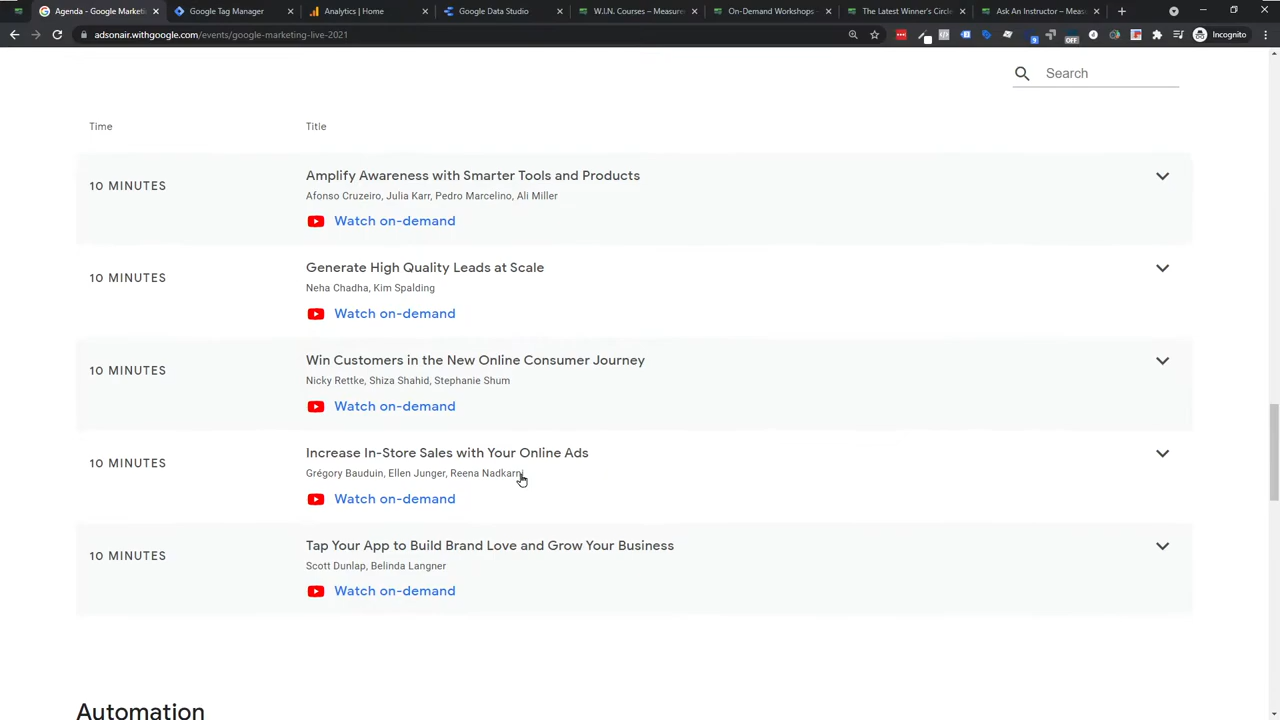 Agenda - Google Marketi
Google Tag Manager
Analytics | Home
Google Data Studio
W.I.N. Courses – Measure
On-Demand Workshops –
The Latest Winner's Circle
Ask An Instructor – Meas
adsonair.withgoogle.com/events/google-marketing-live-2021
9
OFF
Incognito
Search
Time
Title
10 MINUTES
Amplify Awareness with Smarter Tools and Products
Afonso Cruzeiro, Julia Karr, Pedro Marcelino, Ali Miller
Watch on-demand
10 MINUTES
Generate High Quality Leads at Scale
Neha Chadha, Kim Spalding
Watch on-demand
10 MINUTES
Win Customers in the New Online Consumer Journey
Nicky Rettke, Shiza Shahid, Stephanie Shum
Watch on-demand
10 MINUTES
Increase In-Store Sales with Your Online Ads
Grégory Bauduin, Ellen Junger, Reena Nadkarni
Watch on-demand
10 MINUTES
Tap Your App to Build Brand Love and Grow Your Business
Scott Dunlap, Belinda Langner
Watch on-demand
Automation